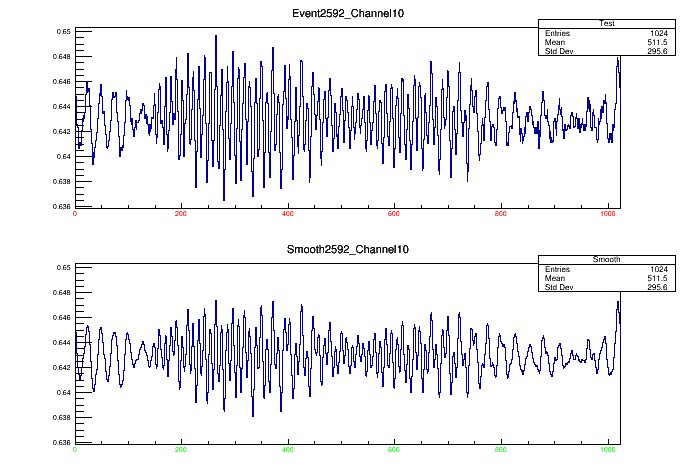 Event2592_Channel10
Test
Entries 1024
Mean 511.5
Std Dev 295.6
0.65
0.648
0.646
0.644
0.642
0.64
0.638
0.636
0 200 400 600 800 1000
Smooth2592_Channel10
Smooth
Entries 1024
Mean 511.5
Std Dev 295.6
0.65
0.648
0.646
0.644
0.642
0.64
0.638
0.636
0 200 400 600 800 1000